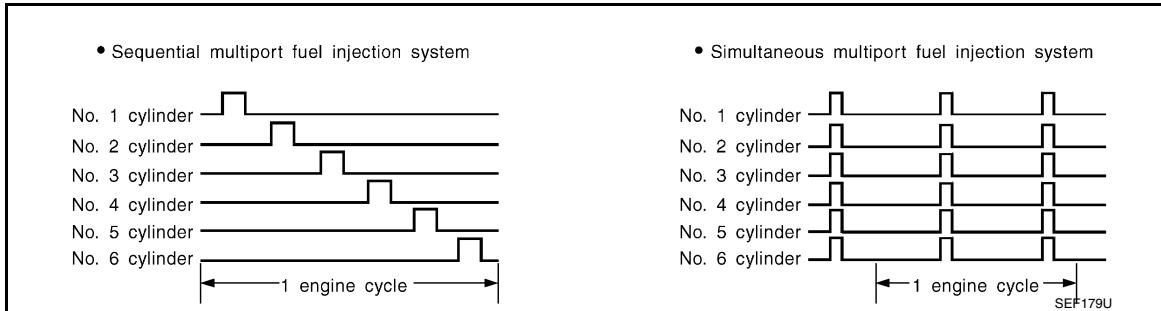 • Sequential multiport fuel injection system
No. 1 cylinder
No. 2 cylinder
No. 3 cylinder
No. 4 cylinder
No. 5 cylinder
No. 6 cylinder
1 engine cycle
• Simultaneous multiport fuel injection system
No. 1 cylinder
No. 2 cylinder
No. 3 cylinder
No. 4 cylinder
No. 5 cylinder
No. 6 cylinder
1 engine cycle
SEF179U